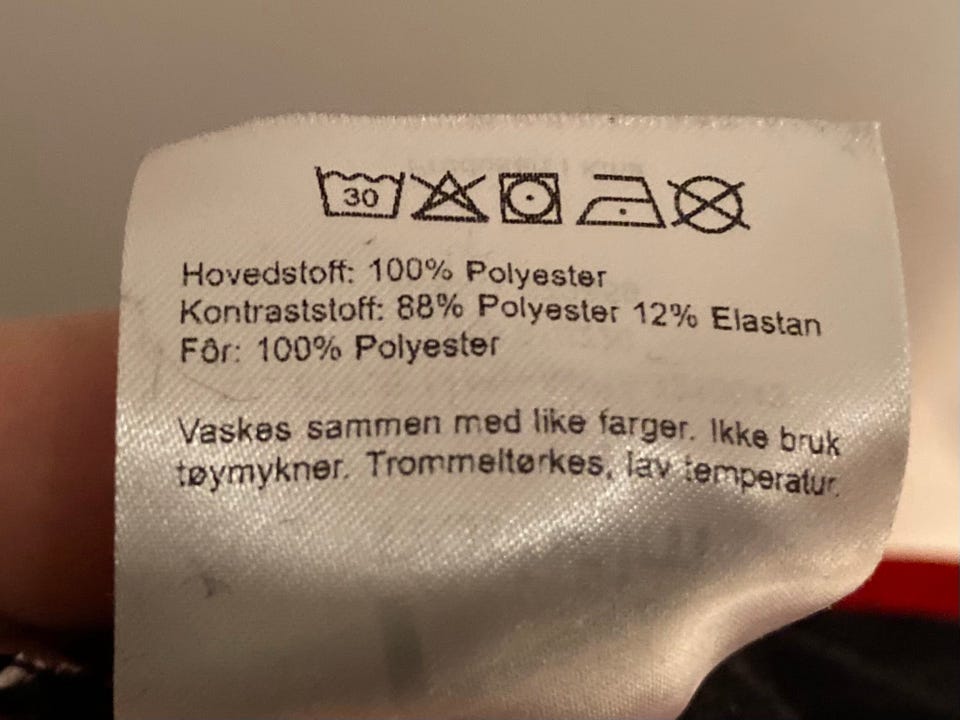 30
Hovedstoff: 100% Polyester
Kontraststoff: 88% Polyester 12% Elastan
Fôr: 100% Polyester
Vaskes sammen med like farger. Ikke bruk
tøymykner. Trommeltørkes, lav temperatur.